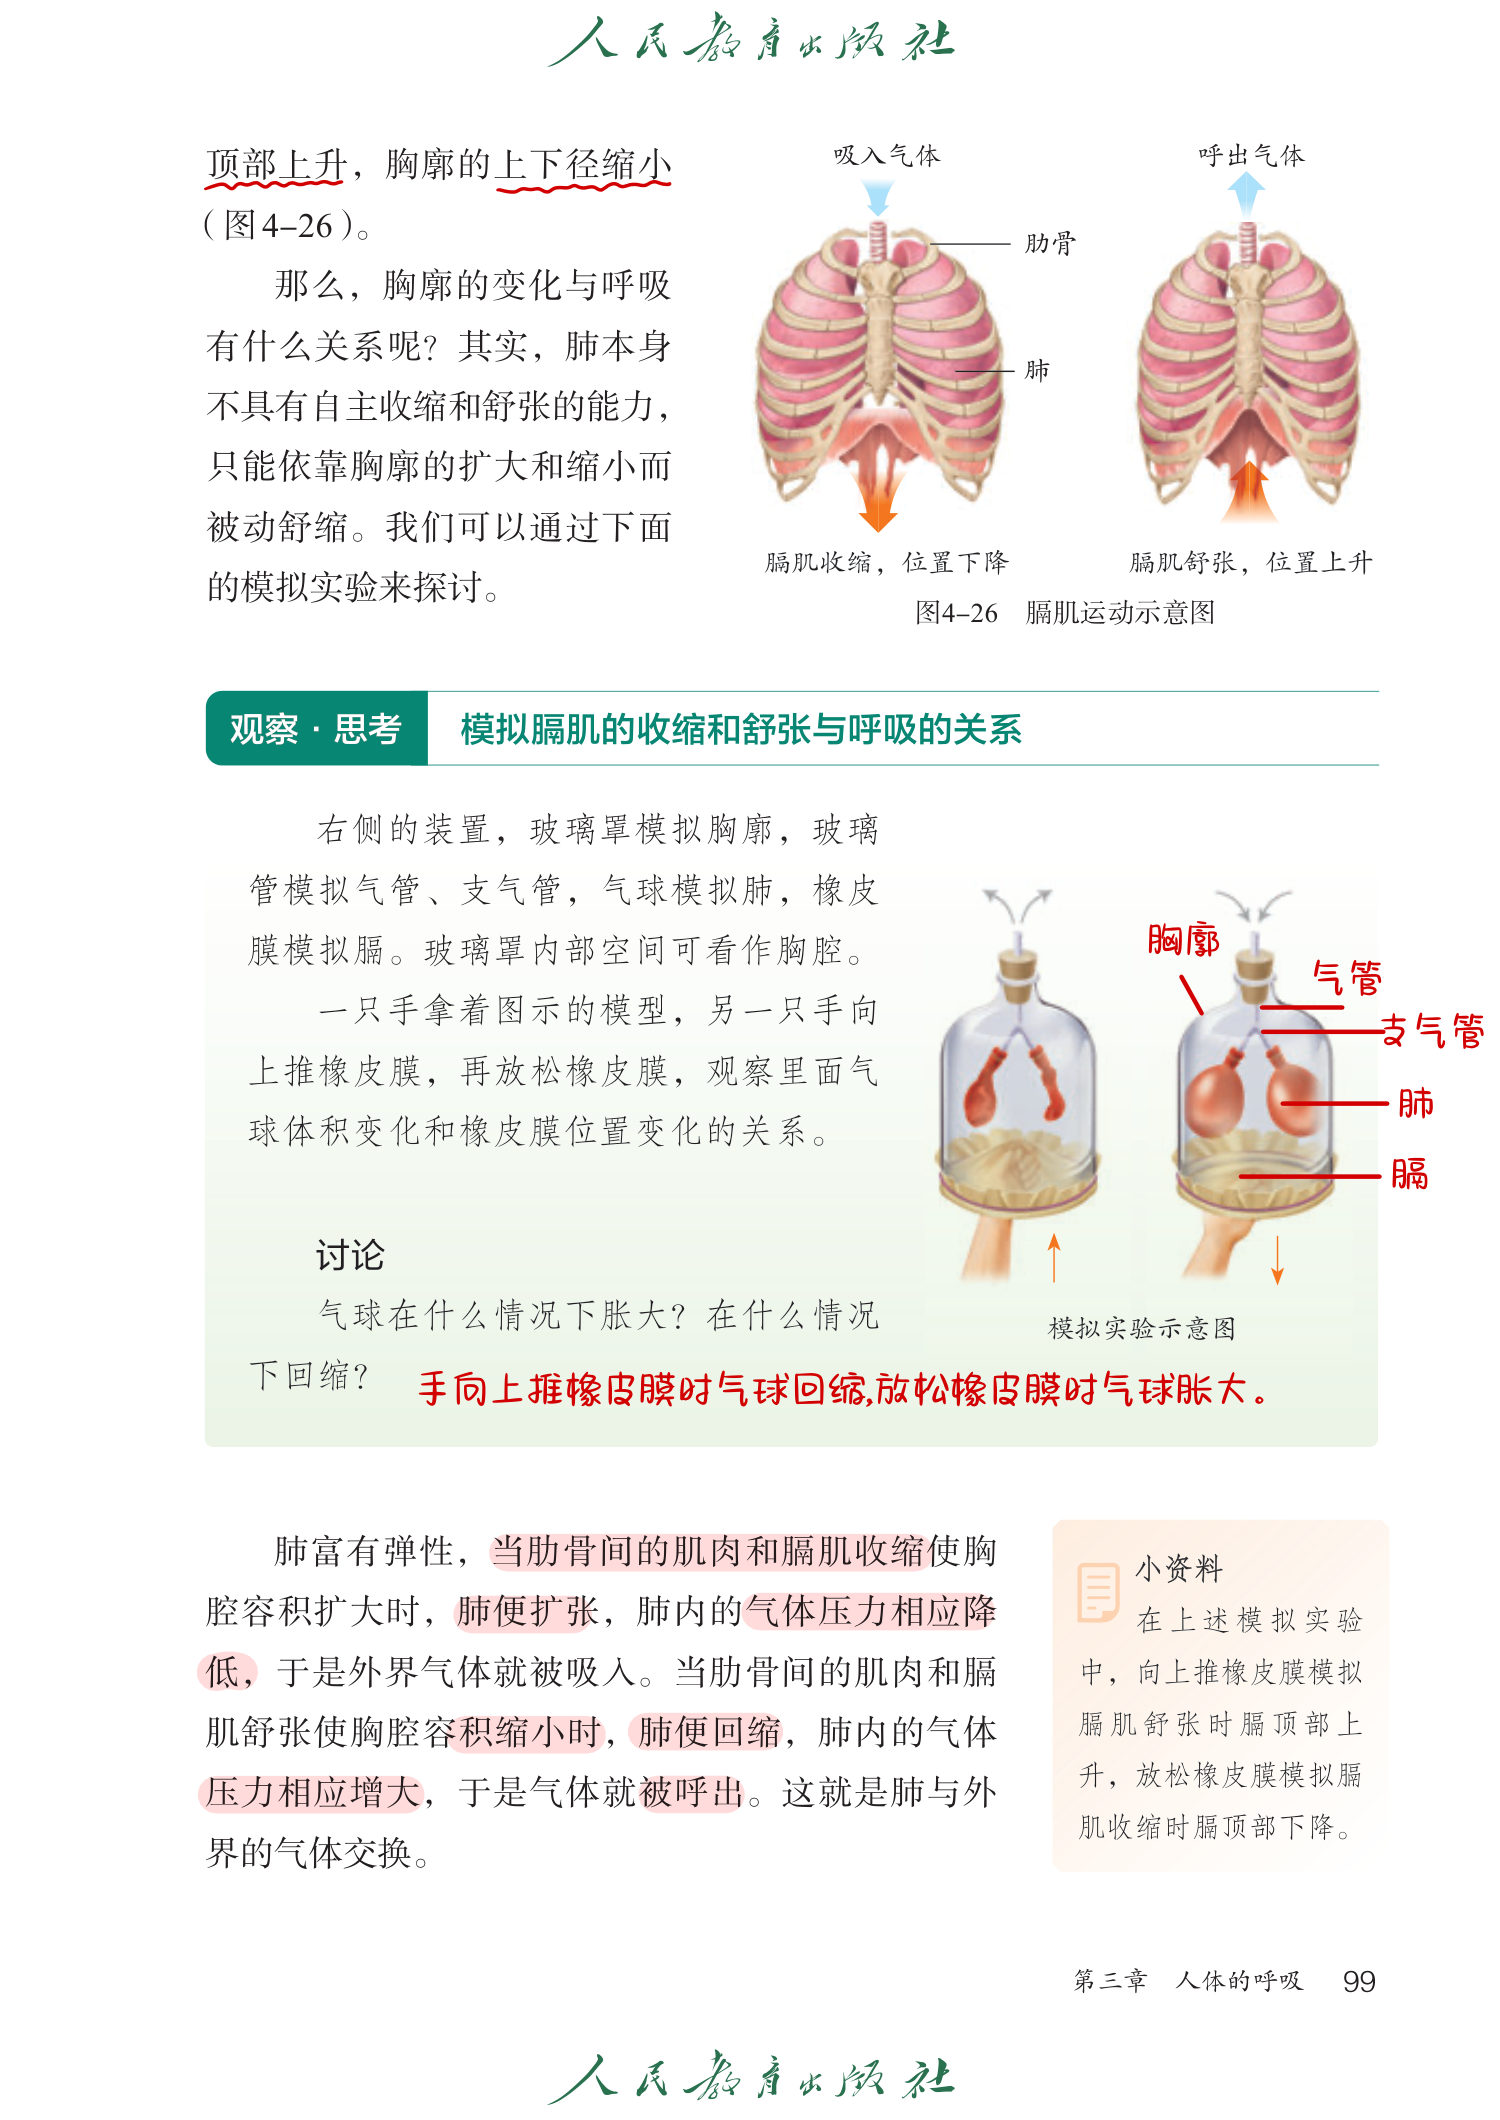 人民教育出版社
顶部上升，胸廓的上下径缩小
（图4–26）。
那么，胸廓的变化与呼吸
有什么关系呢？其实，肺本身
不具有自主收缩和舒张的能力，
只能依靠胸廓的扩大和缩小而
被动舒缩。我们可以通过下面
的模拟实验来探讨。
吸入气体
呼出气体
肋骨
肺
膈肌收缩，位置下降
膈肌舒张，位置上升
图4–26 膈肌运动示意图
观察·思考 模拟膈肌的收缩和舒张与呼吸的关系
右侧的装置，玻璃罩模拟胸廓，玻璃
管模拟气管、支气管，气球模拟肺，橡皮
膜模拟膈。玻璃罩内部空间可看作胸腔。
一只手拿着图示的模型，另一只手向
上推橡皮膜，再放松橡皮膜，观察里面气
球体积变化和橡皮膜位置变化的关系。
胸廓
气管
支气管
肺
膈
模拟实验示意图
讨论
气球在什么情况下胀大？在什么情况
下回缩？
手向上推橡皮膜时气球回缩,放松橡皮膜时气球胀大。
肺富有弹性，当肋骨间的肌肉和膈肌收缩使胸
腔容积扩大时，肺便扩张，肺内的气体压力相应降
低，于是外界气体就被吸入。当肋骨间的肌肉和膈
肌舒张使胸腔容积缩小时，肺便回缩，肺内的气体
压力相应增大，于是气体就被呼出。这就是肺与外
界的气体交换。
小资料
在上述模拟实验
中，向上推橡皮膜模拟
膈肌舒张时膈顶部上
升，放松橡皮膜模拟膈
肌收缩时膈顶部下降。
第三章 人体的呼吸 99
人民教育出版社